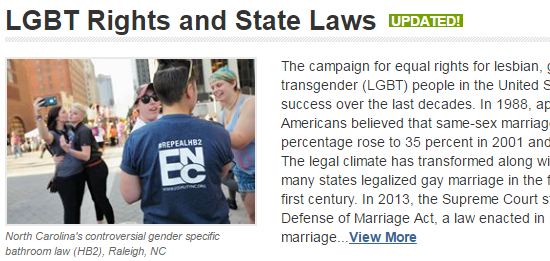 LGBT Rights and State Laws UPDATED!
#REPEALHB2
EQ
NC
The campaign for equal rights for lesbian, g
transgender (LGBT) people in the United S
success over the last decades. In 1988, ap
Americans believed that same-sex marriag
percentage rose to 35 percent in 2001 and
The legal climate has transformed along wi
many states legalized gay marriage in the f
first century. In 2013, the Supreme Court s
Defense of Marriage Act, a law enacted in
marriage...View More
North Carolina's controversial gender specific
bathroom law (HB2), Raleigh, NC